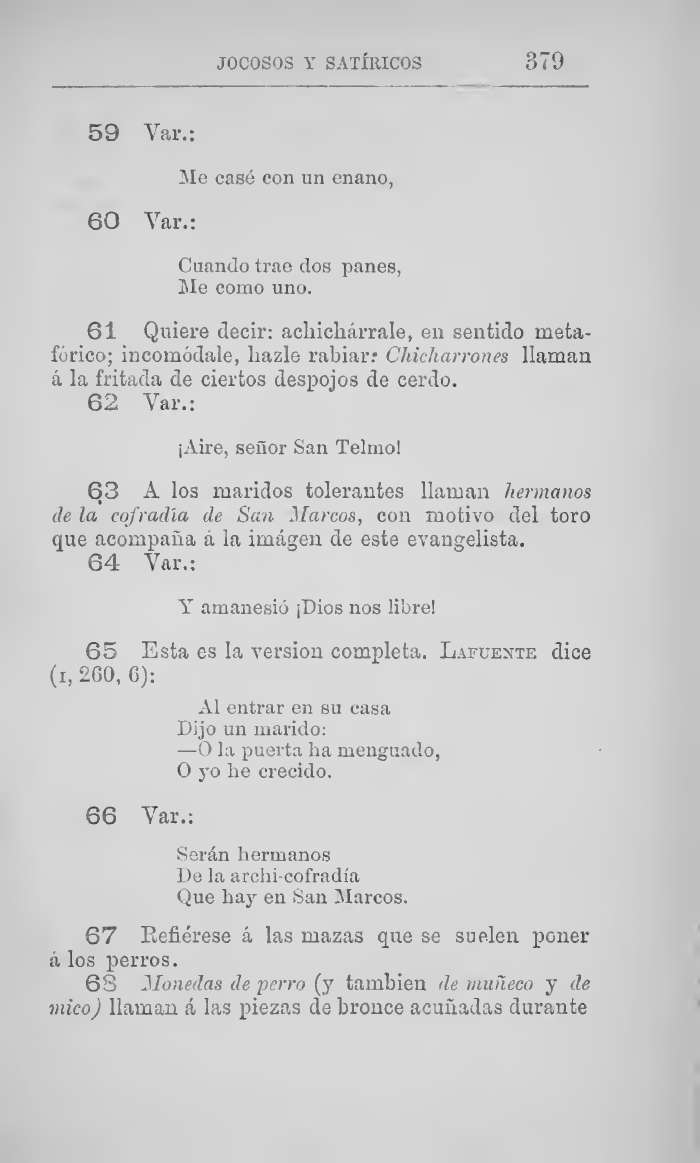 JOCOSOS Y SATÍRICOS 379
59 Var.:
Me casé con un enano,
60 Var.:
Cuando trae dos panes,
Me como uno.
61 Quiere decir: achichárrale, en sentido meta-
fórico; incomódale, hazle rabiar: Chicharrones llaman
á la fritada de ciertos despojos de cerdo.
62 Var.:
¡Aire, señor San Telmo!
63 A los maridos tolerantes llaman hermanos
de la cofradía de San Marcos, con motivo del toro
que acompaña á la imágen de este evangelista.
64 Var.:
Y amanesió ¡Dios nos libre!
65 Esta es la version completa. LAFUENTE dice
(I, 260, 6):
Al entrar en su casa
Dijo un marido:
—O la puerta ha menguado,
O yo he crecido.
66 Var.:
Serán hermanos
De la archi-cofradía
Que hay en San Marcos.
67 Refiérese á las mazas que se suelen poner
á los perros.
68 Monedas de perro (y tambien de muñeco y de
mico) llaman á las piezas de bronce acuñadas durante